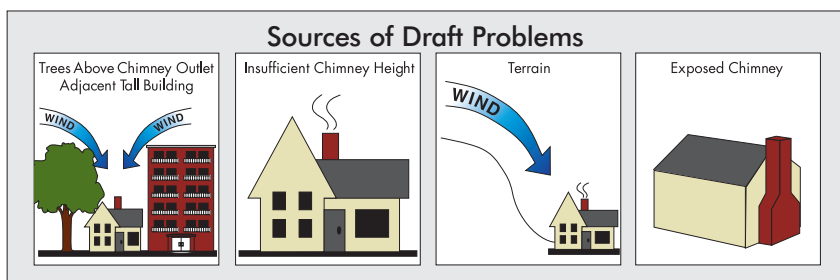 Sources of Draft Problems
Trees Above Chimney Outlet
Adjacent Tall Building
WIND
WIND
Insufficient Chimney Height
Terrain
WIND
Exposed Chimney